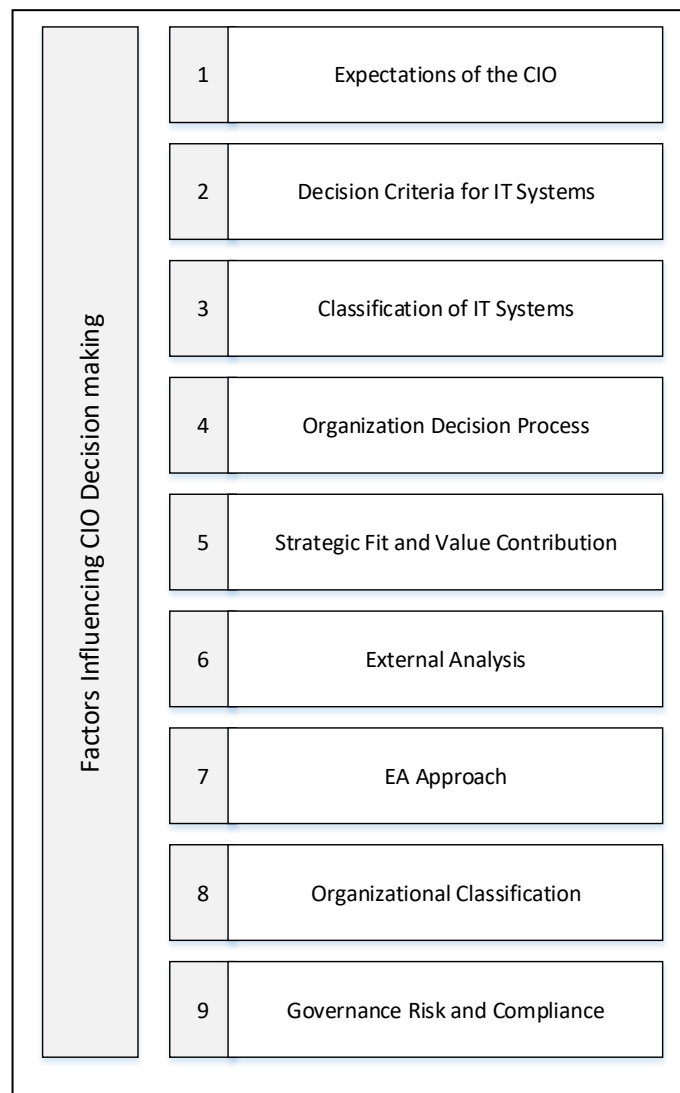 Factors Influencing CIO Decision making
1
Expectations of the CIO
2
Decision Criteria for IT Systems
3
Classification of IT Systems
4
Organization Decision Process
5
Strategic Fit and Value Contribution
6
External Analysis
7
EA Approach
8
Organizational Classification
9
Governance Risk and Compliance